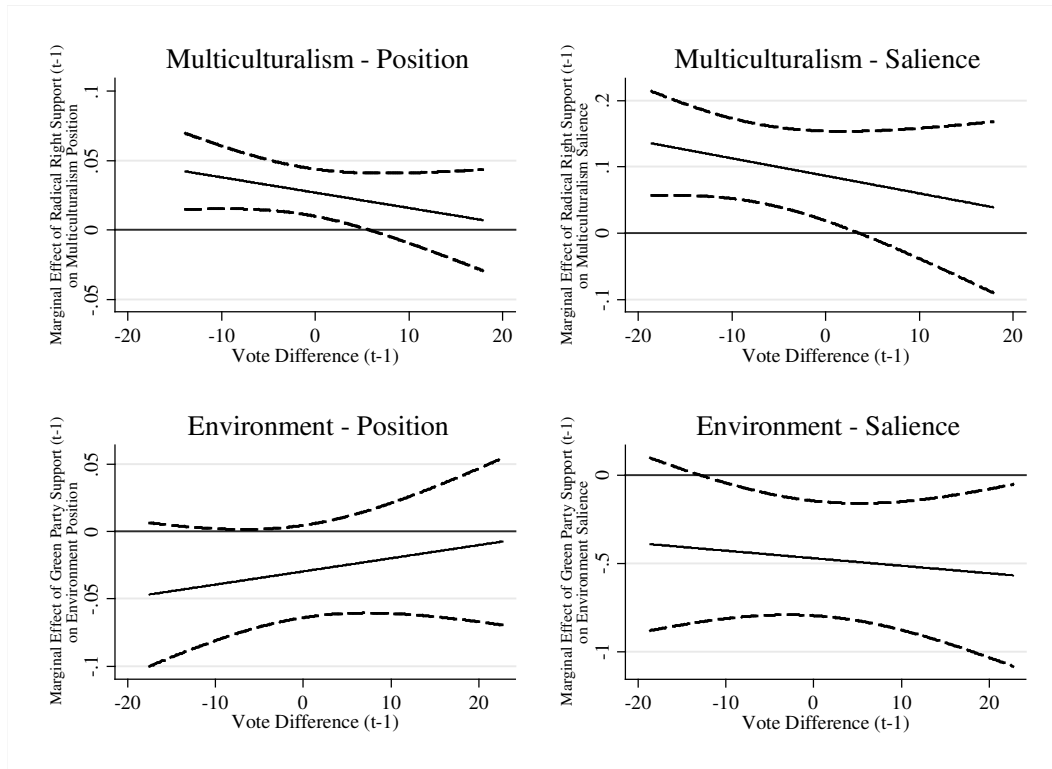 Multiculturalism - Position
Marginal Effect of Radical Right Support (t-1)
on Multiculturalism Position
.1
.05
0
-.05
-20 -10 0 10 20
Vote Difference (t-1)
Multiculturalism - Salience
Marginal Effect of Radical Right Support (t-1)
on Multiculturalism Salience
.2
.1
0
-.1
-20 -10 0 10 20
Vote Difference (t-1)
Environment - Position
Marginal Effect of Green Party Support (t-1)
on Environment Position
.05
0
-.05
-.1
-20 -10 0 10 20
Vote Difference (t-1)
Environment - Salience
Marginal Effect of Green Party Support (t-1)
on Environment Salience
0
-.5
-1
-20 -10 0 10 20
Vote Difference (t-1)